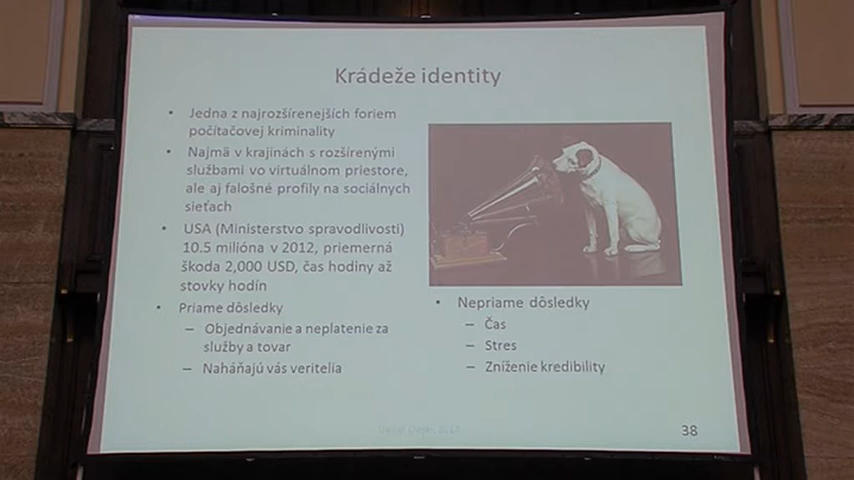 Krádeže identity
• Jedna z najrozšírenejších foriem
počítačovej kriminality
• Najmä v krajinách s rozšírenými
službami vo virtuálnom priestore,
ale aj falošné profily na sociálnych
sieťach
• USA (Ministerstvo spravodlivosti)
10.5 milióna v 2012, priemerná
škoda 2,000 USD, čas hodiny až
stovky hodín
• Priame dôsledky
– Objednávanie a neplatenie za
služby a tovar
– Naháňajú vás veritelia
• Nepriame dôsledky
– Čas
– Stres
– Zníženie kredibility
38